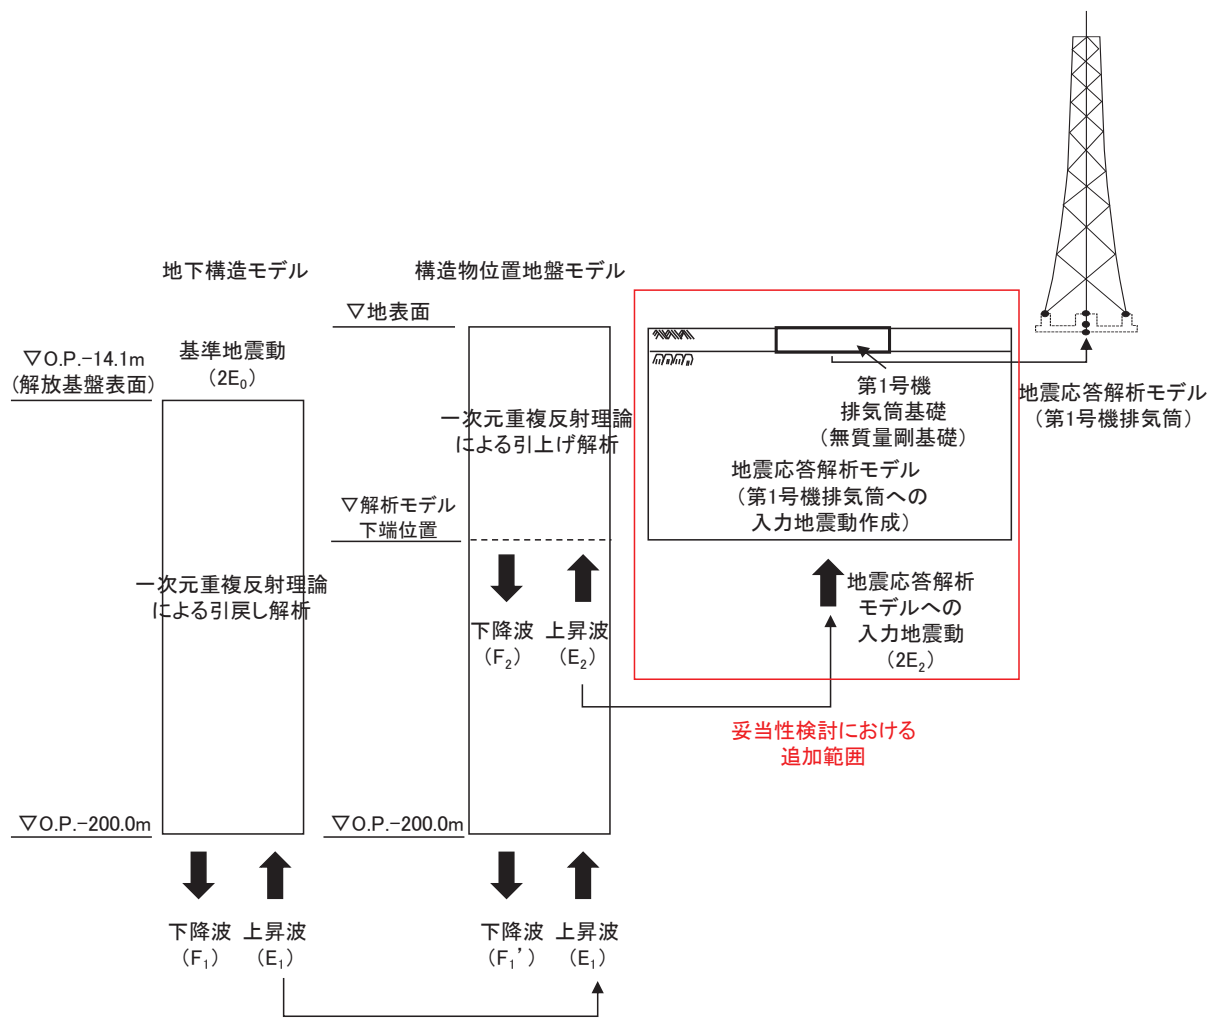 地下構造モデル
▽O.P.-14.1m
(解放基盤表面)
基準地震動
(2E₀)
一次元重複反射理論
による引戻し解析
▽O.P.-200.0m
下降波
(F₁)
上昇波
(E₁)
構造物位置地盤モデル
▽地表面
一次元重複反射理論
による引上げ解析
▽解析モデル
下端位置
下降波
(F₂)
上昇波
(E₂)
▽O.P.-200.0m
下降波
(F₁’)
上昇波
(E₁)
第1号機
排気筒基礎
(無質量剛基礎)
地震応答解析モデル
(第1号機排気筒への
入力地震動作成)
地震応答解析
モデルへの
入力地震動
(2E₂)
妥当性検討における
追加範囲
地震応答解析モデル
(第1号機排気筒)